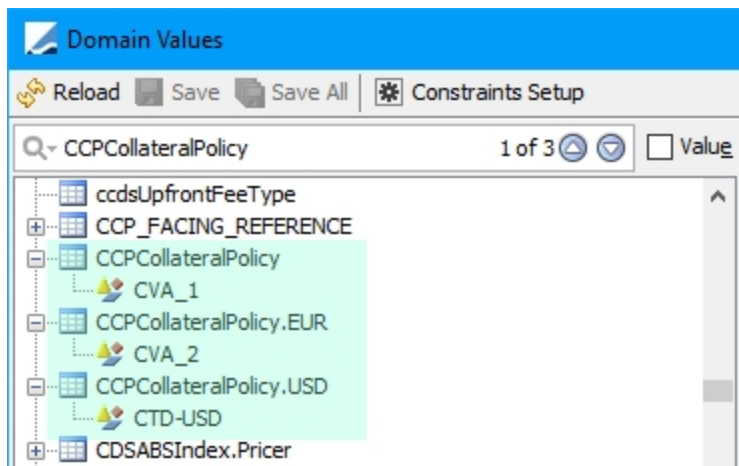 Domain Values
Reload Save Save All Constraints Setup
CCPCollateralPolicy 1 of 3 Value
ccdsUpfrontFeeType
CCP_FACING_REFERENCE
CCPCollateralPolicy
CVA_1
CCPCollateralPolicy.EUR
CVA_2
CCPCollateralPolicy.USD
CTD-USD
CDSABSIndex.Pricer